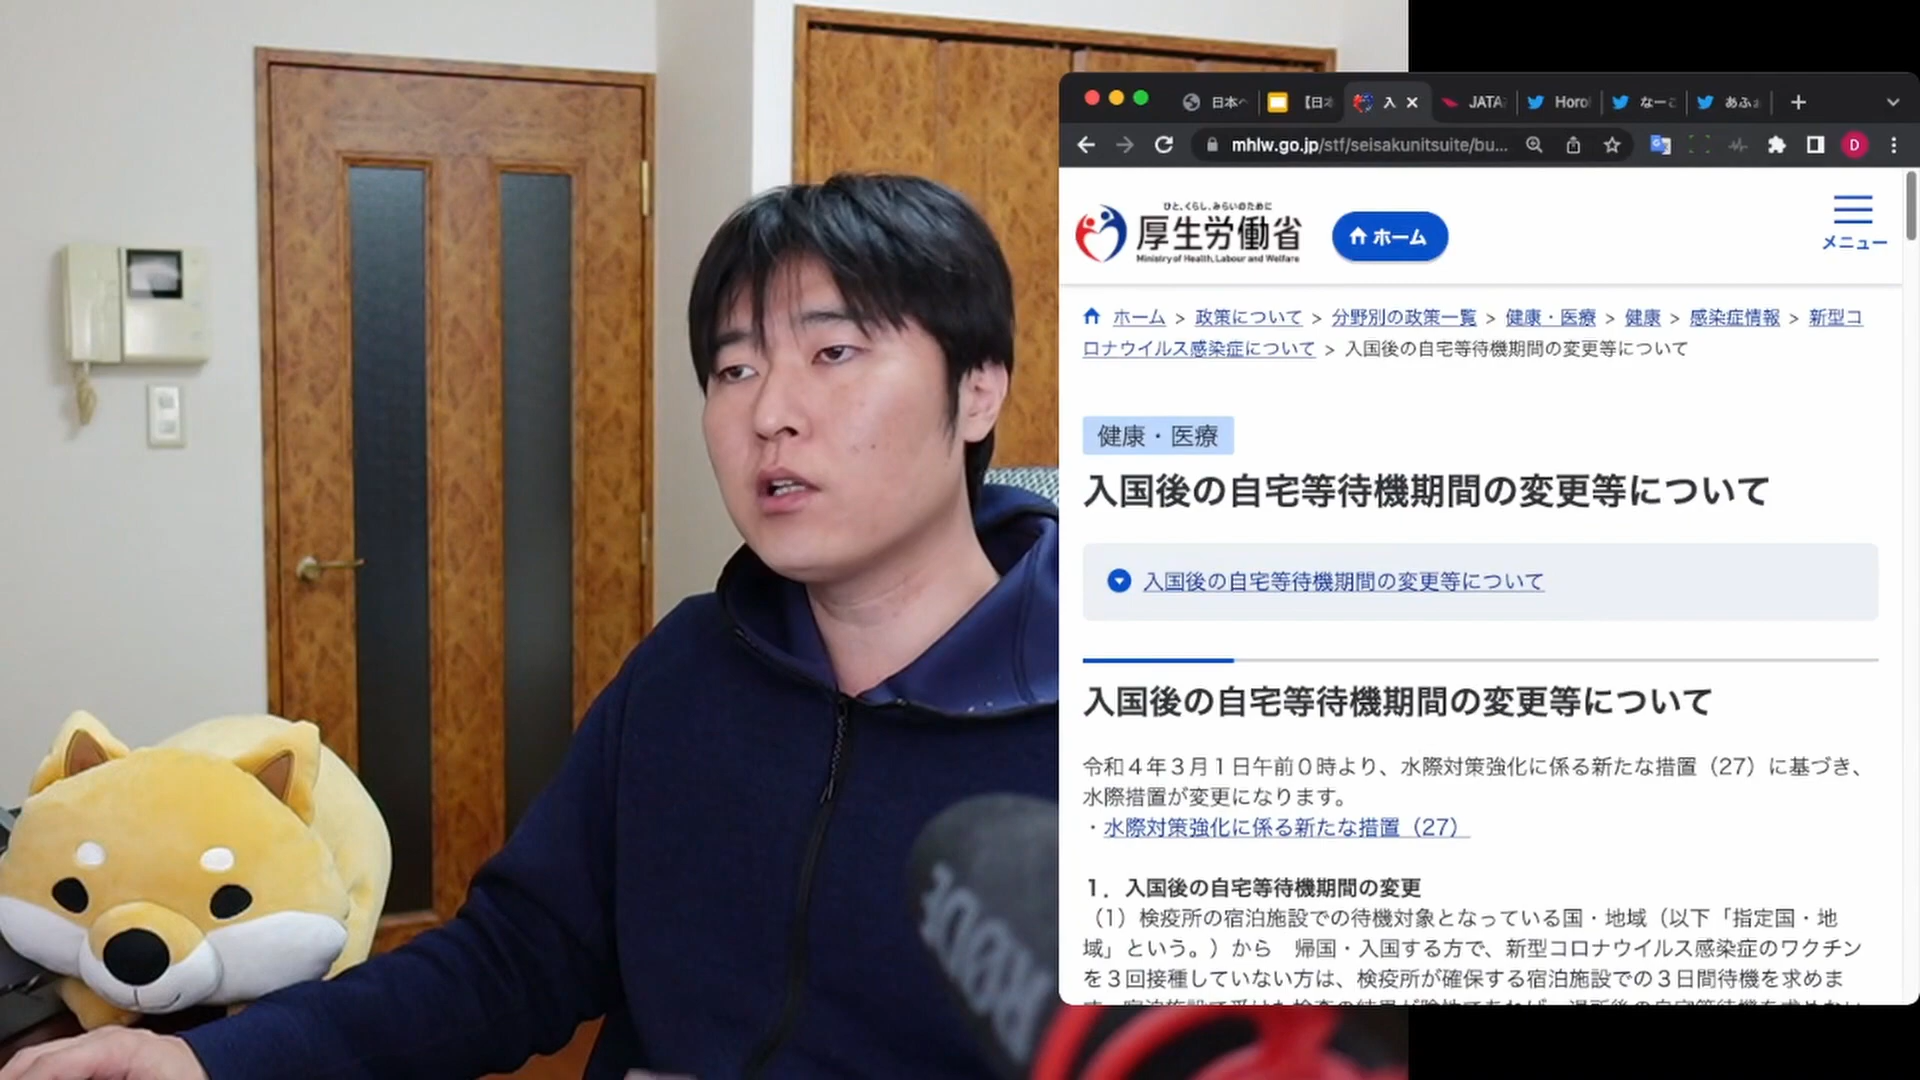 日本へ
【日本
入
JATA
Horo
なーこ
あふぉ
mhlw.go.jp/stf/seisakunitsuite/bu...
D
ひと、くらし、みらいのために
厚生労働省
Ministry of Health, Labour and Welfare
ホーム
メニュー
ホーム > 政策について > 分野別の政策一覧 > 健康・医療 > 健康 > 感染症情報 > 新型コ
ロナウイルス感染症について > 入国後の自宅等待機期間の変更等について
健康・医療
入国後の自宅等待機期間の変更等について
入国後の自宅等待機期間の変更等について
入国後の自宅等待機期間の変更等について
令和４年３月１日午前０時より、水際対策強化に係る新たな措置（27）に基づき、
水際措置が変更になります。
・水際対策強化に係る新たな措置（27）
１．入国後の自宅等待機期間の変更
（1）検疫所の宿泊施設での待機対象となっている国・地域（以下「指定国・地
域」という。）から　帰国・入国する方で、新型コロナウイルス感染症のワクチン
を３回接種していない方は、検疫所が確保する宿泊施設での３日間待機を求めま
RODE